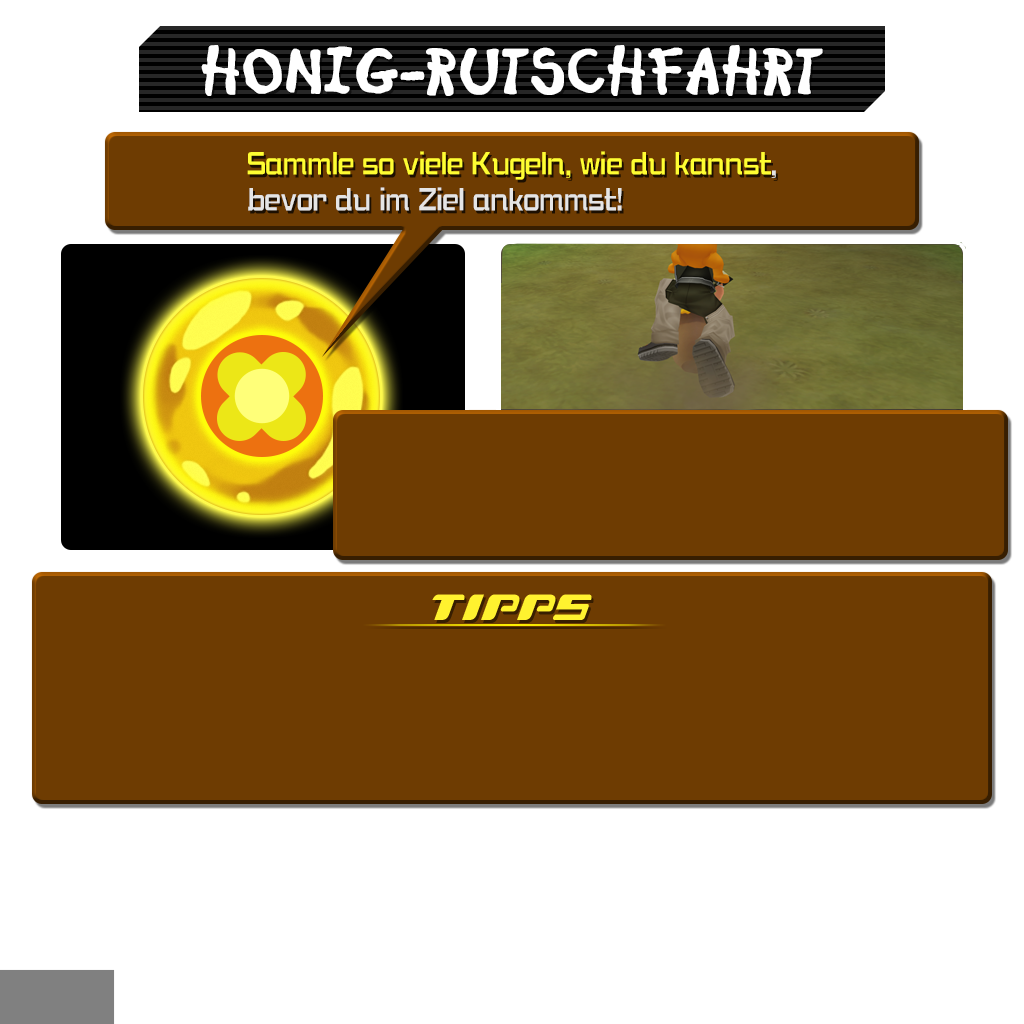 HONIG-RUTSCHFAHRT
Sammle so viele Kugeln, wie du kannst,
bevor du im Ziel ankommst!
TIPPS